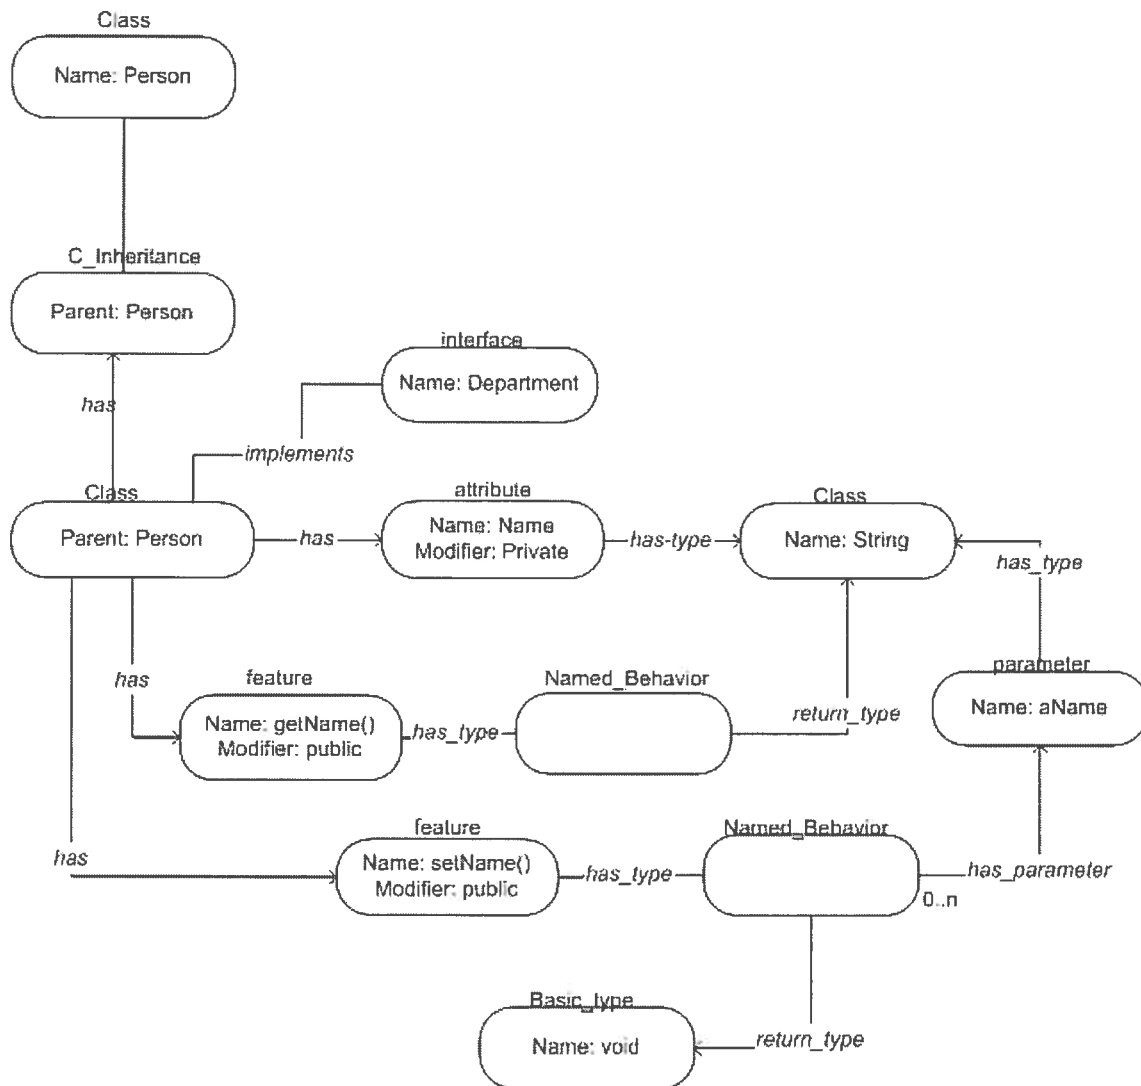 Class
Name: Person
C_Inheritance
Parent: Person
has
interface
Name: Department
implements
Class
Parent: Person
has
attribute
Name: Name
Modifier: Private
has-type
Class
Name: String
has_type
parameter
Name: aName
has
feature
Name: getName()
Modifier: public
has_type
Named_Behavior
return_type
has
feature
Name: setName()
Modifier: public
has_type
Named_Behavior
has_parameter
0..n
Basic_type
Name: void
return_type